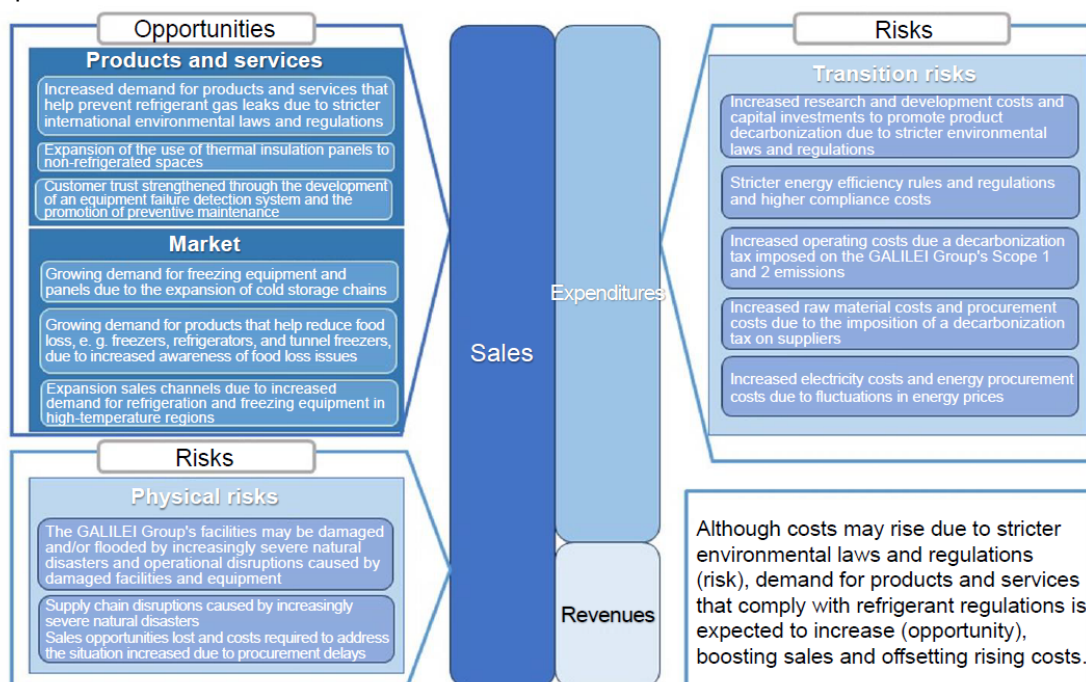 Opportunities
Products and services
Increased demand for products and services that
help prevent refrigerant gas leaks due to stricter
international environmental laws and regulations
Expansion of the use of thermal insulation panels to
non-refrigerated spaces
Customer trust strengthened through the development
of an equipment failure detection system and the
promotion of preventive maintenance
Market
Growing demand for freezing equipment and
panels due to the expansion of cold storage chains
Growing demand for products that help reduce food
loss, e. g. freezers, refrigerators, and tunnel freezers,
due to increased awareness of food loss issues
Expansion sales channels due to increased
demand for refrigeration and freezing equipment in
high-temperature regions
Risks
Physical risks
The GALILEI Group's facilities may be damaged
and/or flooded by increasingly severe natural
disasters and operational disruptions caused by
damaged facilities and equipment
Supply chain disruptions caused by increasingly
severe natural disasters
Sales opportunities lost and costs required to address
the situation increased due to procurement delays
Sales
Expenditures
Revenues
Risks
Transition risks
Increased research and development costs and
capital investments to promote product
decarbonization due to stricter environmental
laws and regulations
Stricter energy efficiency rules and regulations
and higher compliance costs
Increased operating costs due a decarbonization
tax imposed on the GALILEI Group's Scope 1
and 2 emissions
Increased raw material costs and procurement
costs due to the imposition of a decarbonization
tax on suppliers
Increased electricity costs and energy procurement
costs due to fluctuations in energy prices
Although costs may rise due to stricter
environmental laws and regulations
(risk), demand for products and services
that comply with refrigerant regulations is
expected to increase (opportunity),
boosting sales and offsetting rising costs.